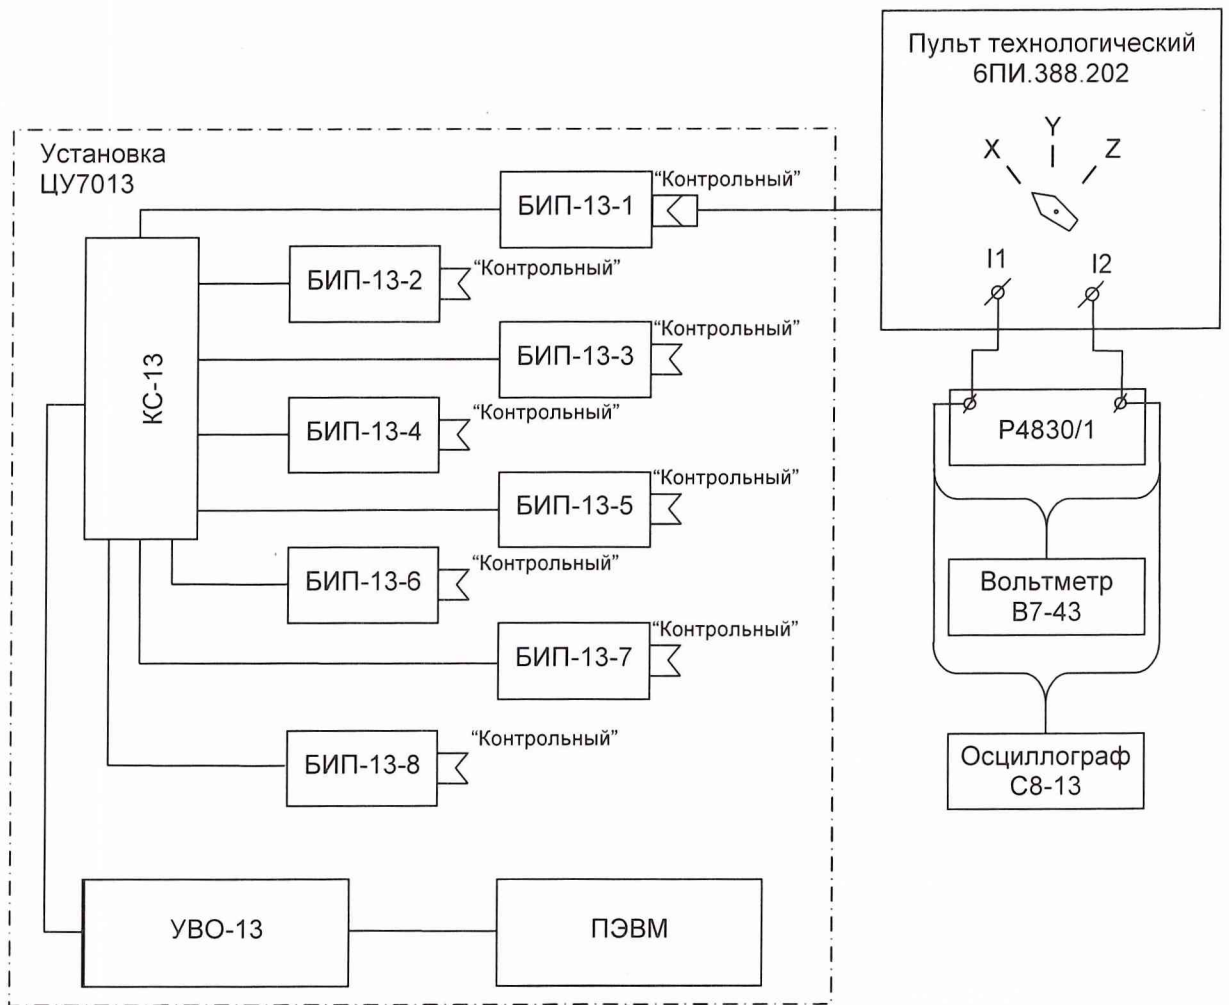 Пульт технологический
6ПИ.388.202
X
Y
Z
I1
I2
Установка
ЦУ7013
БИП-13-1
“Контрольный”
БИП-13-2
“Контрольный”
БИП-13-3
“Контрольный”
КС-13
БИП-13-4
“Контрольный”
Р4830/1
БИП-13-5
“Контрольный”
БИП-13-6
“Контрольный”
Вольтметр
В7-43
БИП-13-7
“Контрольный”
БИП-13-8
“Контрольный”
Осциллограф
С8-13
УВО-13
ПЭВМ